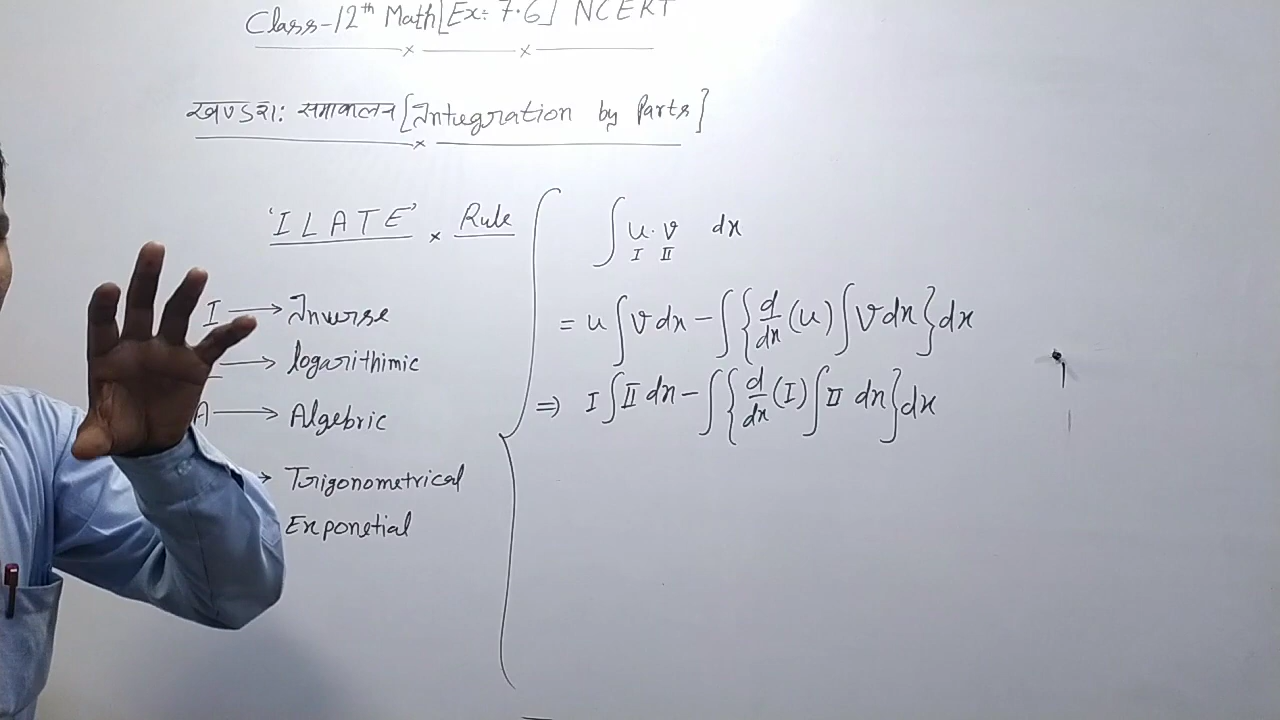 Class-12th Math[Ex: 7.6] NCERT
खण्डशः समाकलन [Integration by Parts]
'ILATE' Rule
I → Inverse
→ logarithimic
A → Algebric
→ Trigonometrical
Exponetial
∫ u . v dx
I II
= u ∫ v dx - ∫ { d/dx (u) ∫ v dx } dx
⇒ I ∫ II dx - ∫ { d/dx (I) ∫ II dx } dx